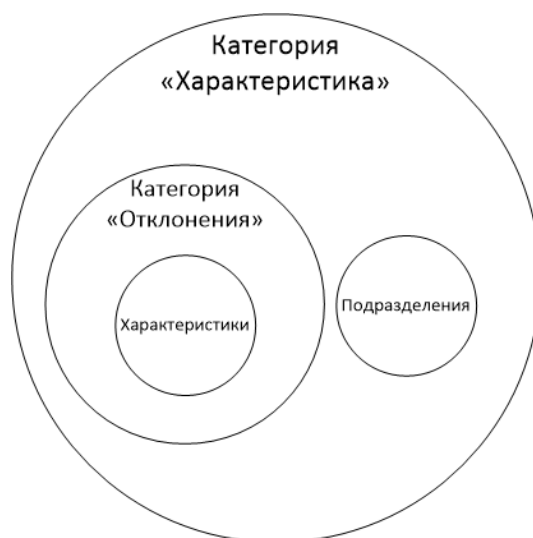 Категория
«Характеристика»
Категория
«Отклонения»
Характеристики
Подразделения